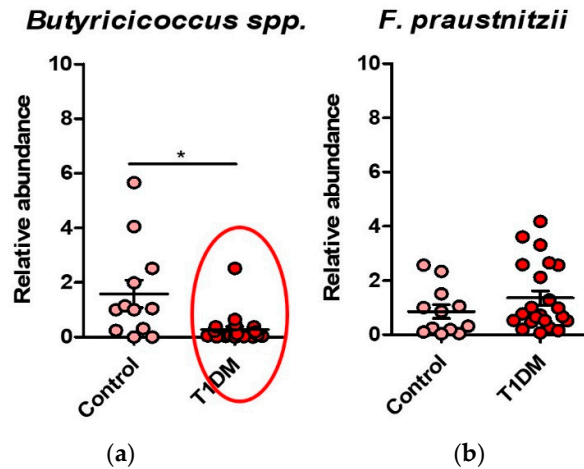 Butyricicoccus spp.
F. praustnitzii
10
8
6
4
2
0
Relative abundance
*
Control
T1DM
10
8
6
4
2
0
Relative abundance
Control
T1DM
(a)
(b)